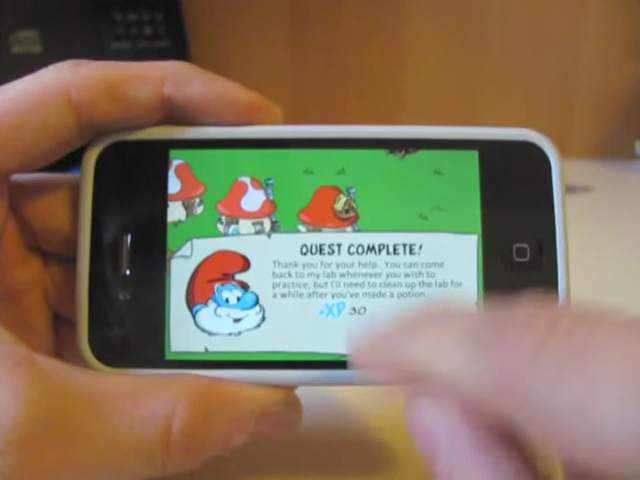 QUEST COMPLETE!
Thank you for your help. You can come
back to my lab whenever you wish to
practice, but I'll need to clean up the lab for
a while after you've made a potion.
+XP 30